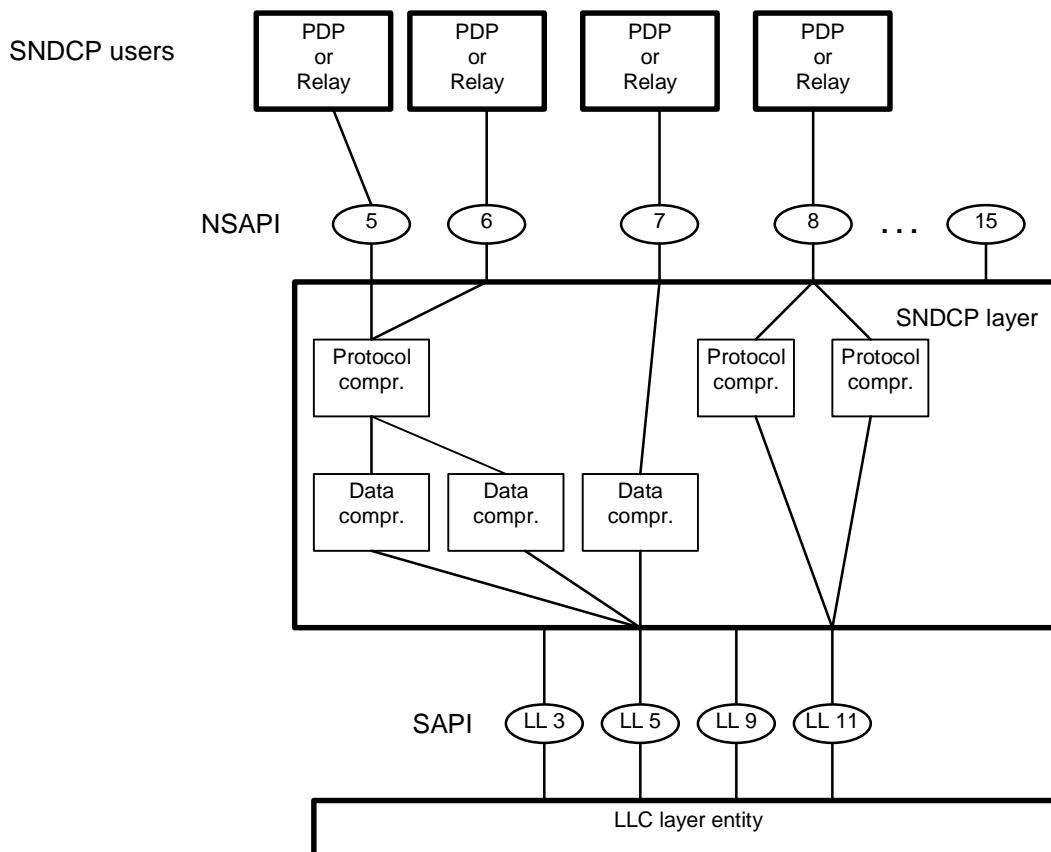 SNDCP users
PDP
or
Relay
PDP
or
Relay
PDP
or
Relay
PDP
or
Relay
NSAPI
5
6
7
8
...
15
SNDCP layer
Protocol
compr.
Protocol
compr.
Protocol
compr.
Data
compr.
Data
compr.
Data
compr.
SAPI
LL 3
LL 5
LL 9
LL 11
LLC layer entity